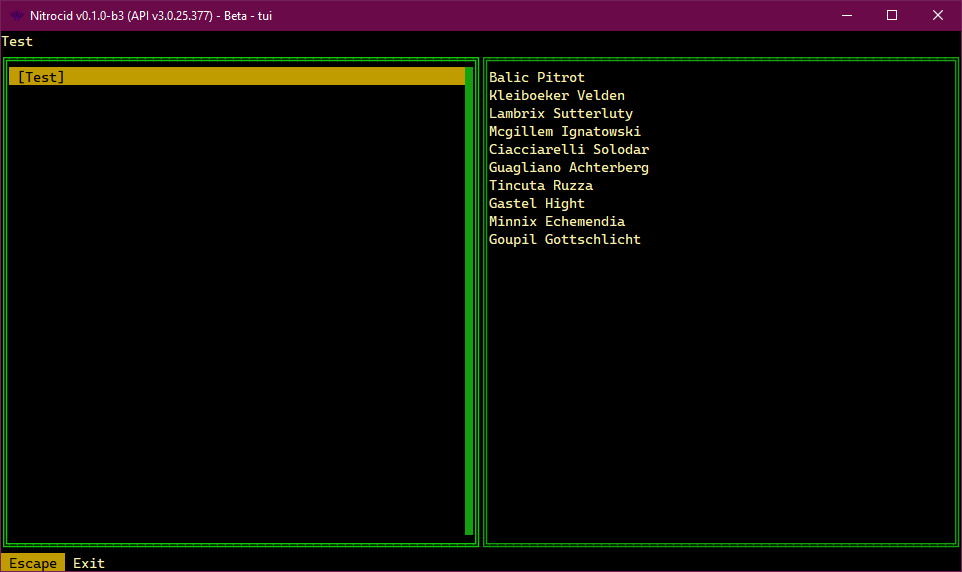 Nitrocid v0.1.0-b3 (API v3.0.25.377) - Beta - tui
Test
[Test]
Balic Pitrot
Kleiboeker Velden
Lambrix Sutterluty
Mcgillem Ignatowski
Ciacciarelli Solodar
Guagliano Achterberg
Tincuta Ruzza
Gastel Hight
Minnix Echemendia
Goupil Gottschlicht
Escape Exit